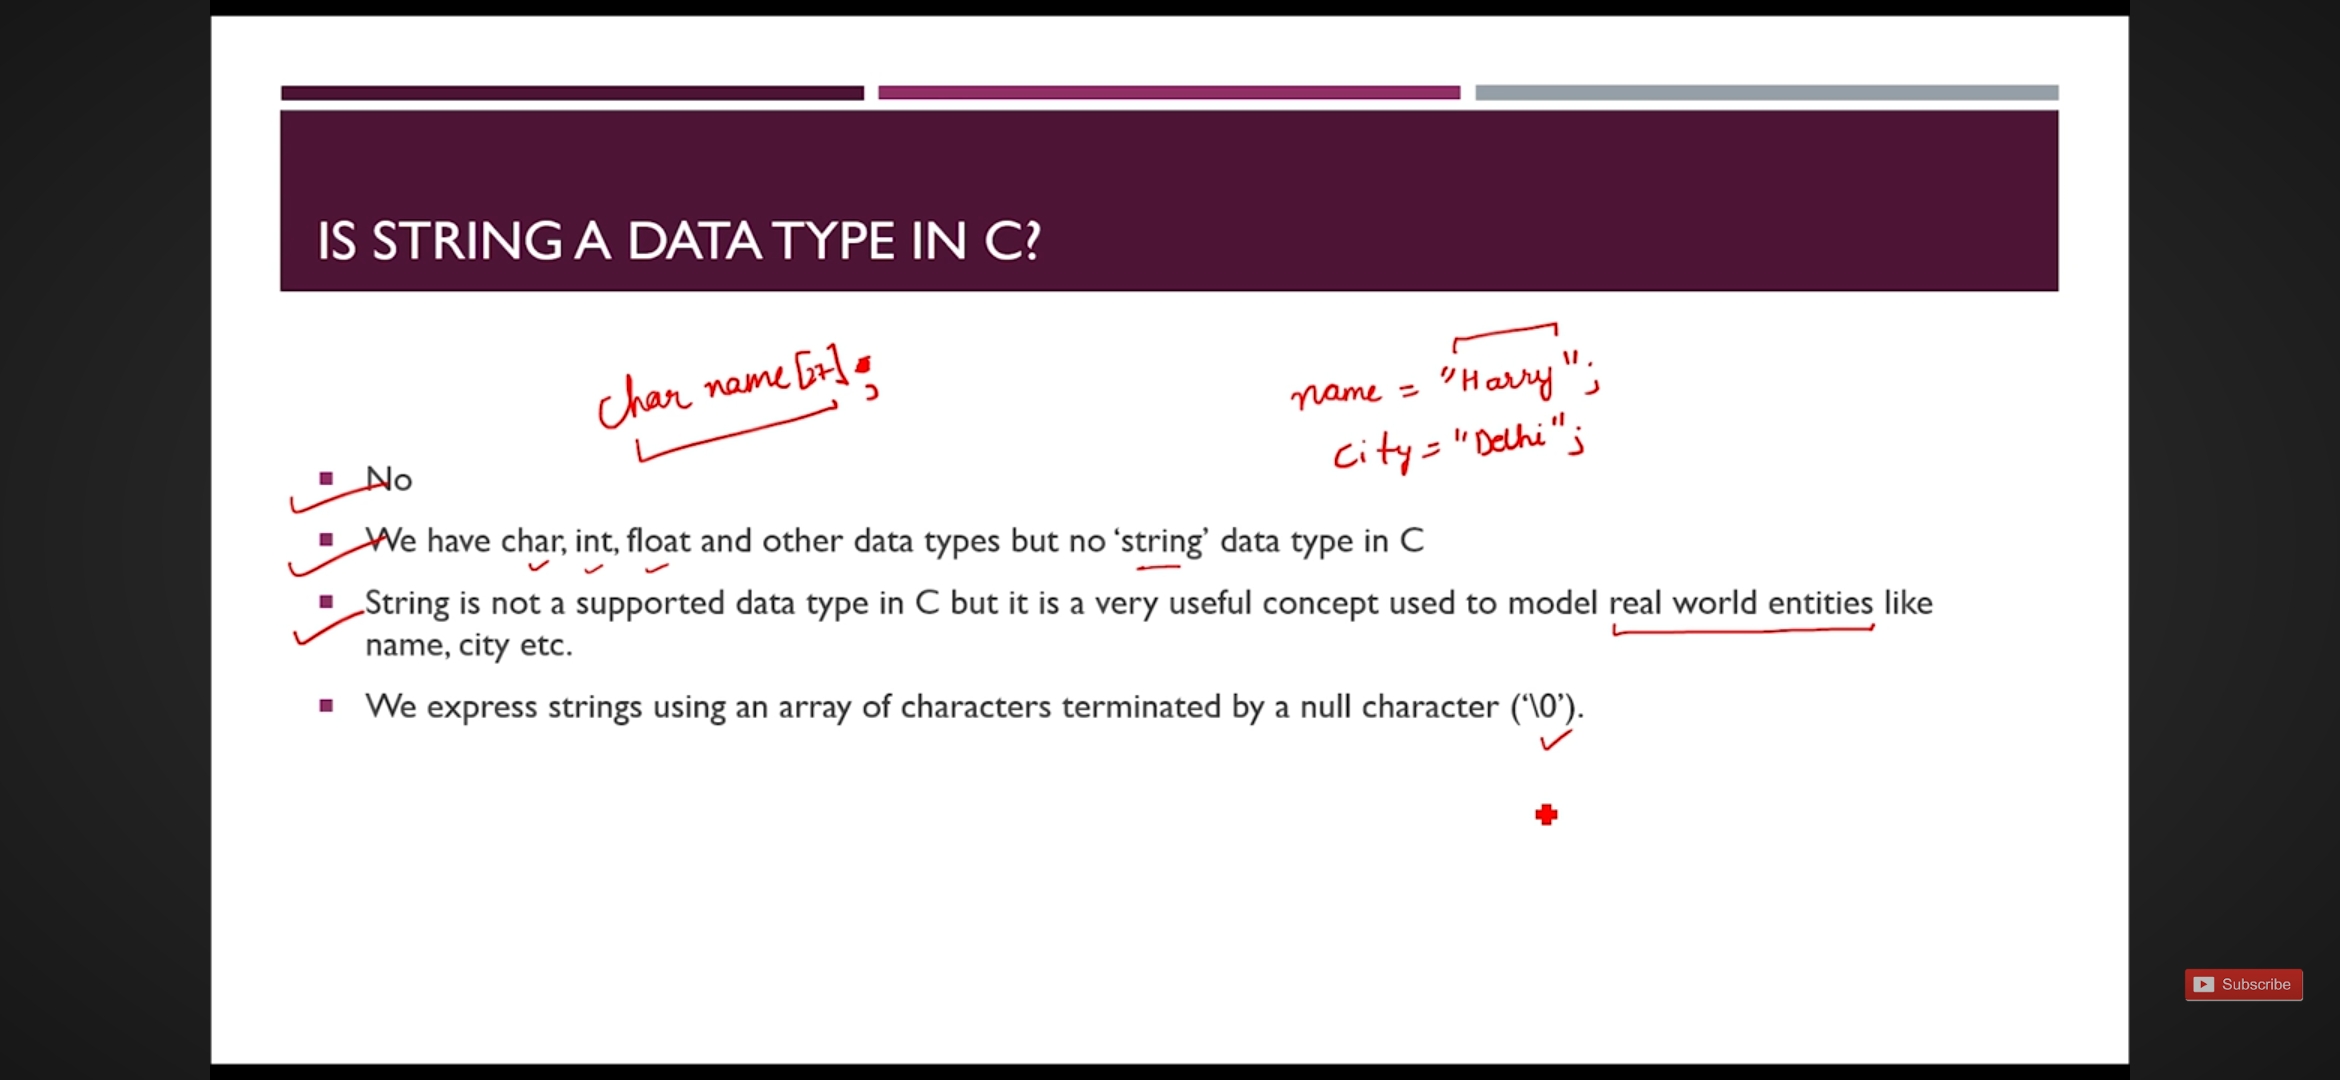 IS STRING A DATA TYPE IN C?
char name[27];
name = "Harry";
city = "Delhi";
No
We have char, int, float and other data types but no ‘string’ data type in C
String is not a supported data type in C but it is a very useful concept used to model real world entities like
name, city etc.
We express strings using an array of characters terminated by a null character (‘\0’).
Subscribe